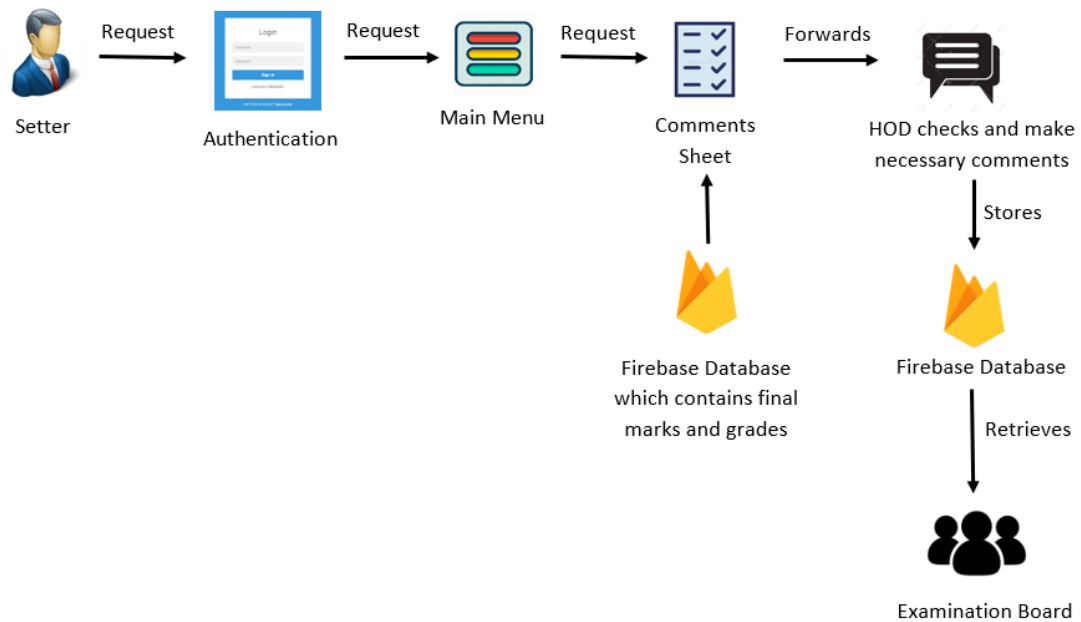 Request
Request
Request
Forwards
Login
Sign in
Setter
Authentication
Main Menu
Comments
Sheet
HOD checks and make
necessary comments
Stores
Firebase Database
which contains final
marks and grades
Firebase Database
Retrieves
Examination Board